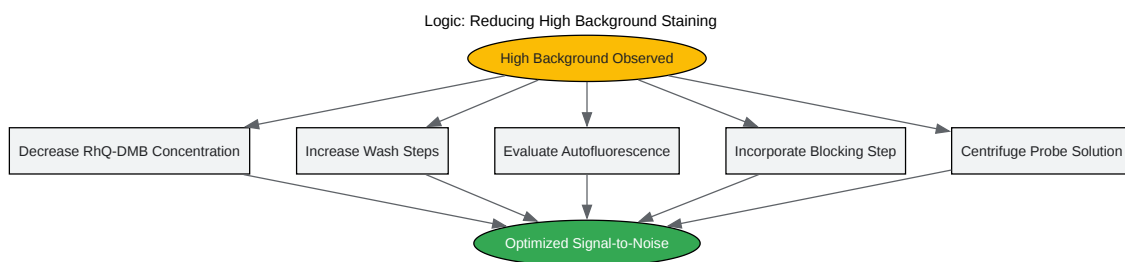 Logic: Reducing High Background Staining
High Background Observed
Decrease RhQ-DMB Concentration
Increase Wash Steps
Evaluate Autofluorescence
Incorporate Blocking Step
Centrifuge Probe Solution
Optimized Signal-to-Noise